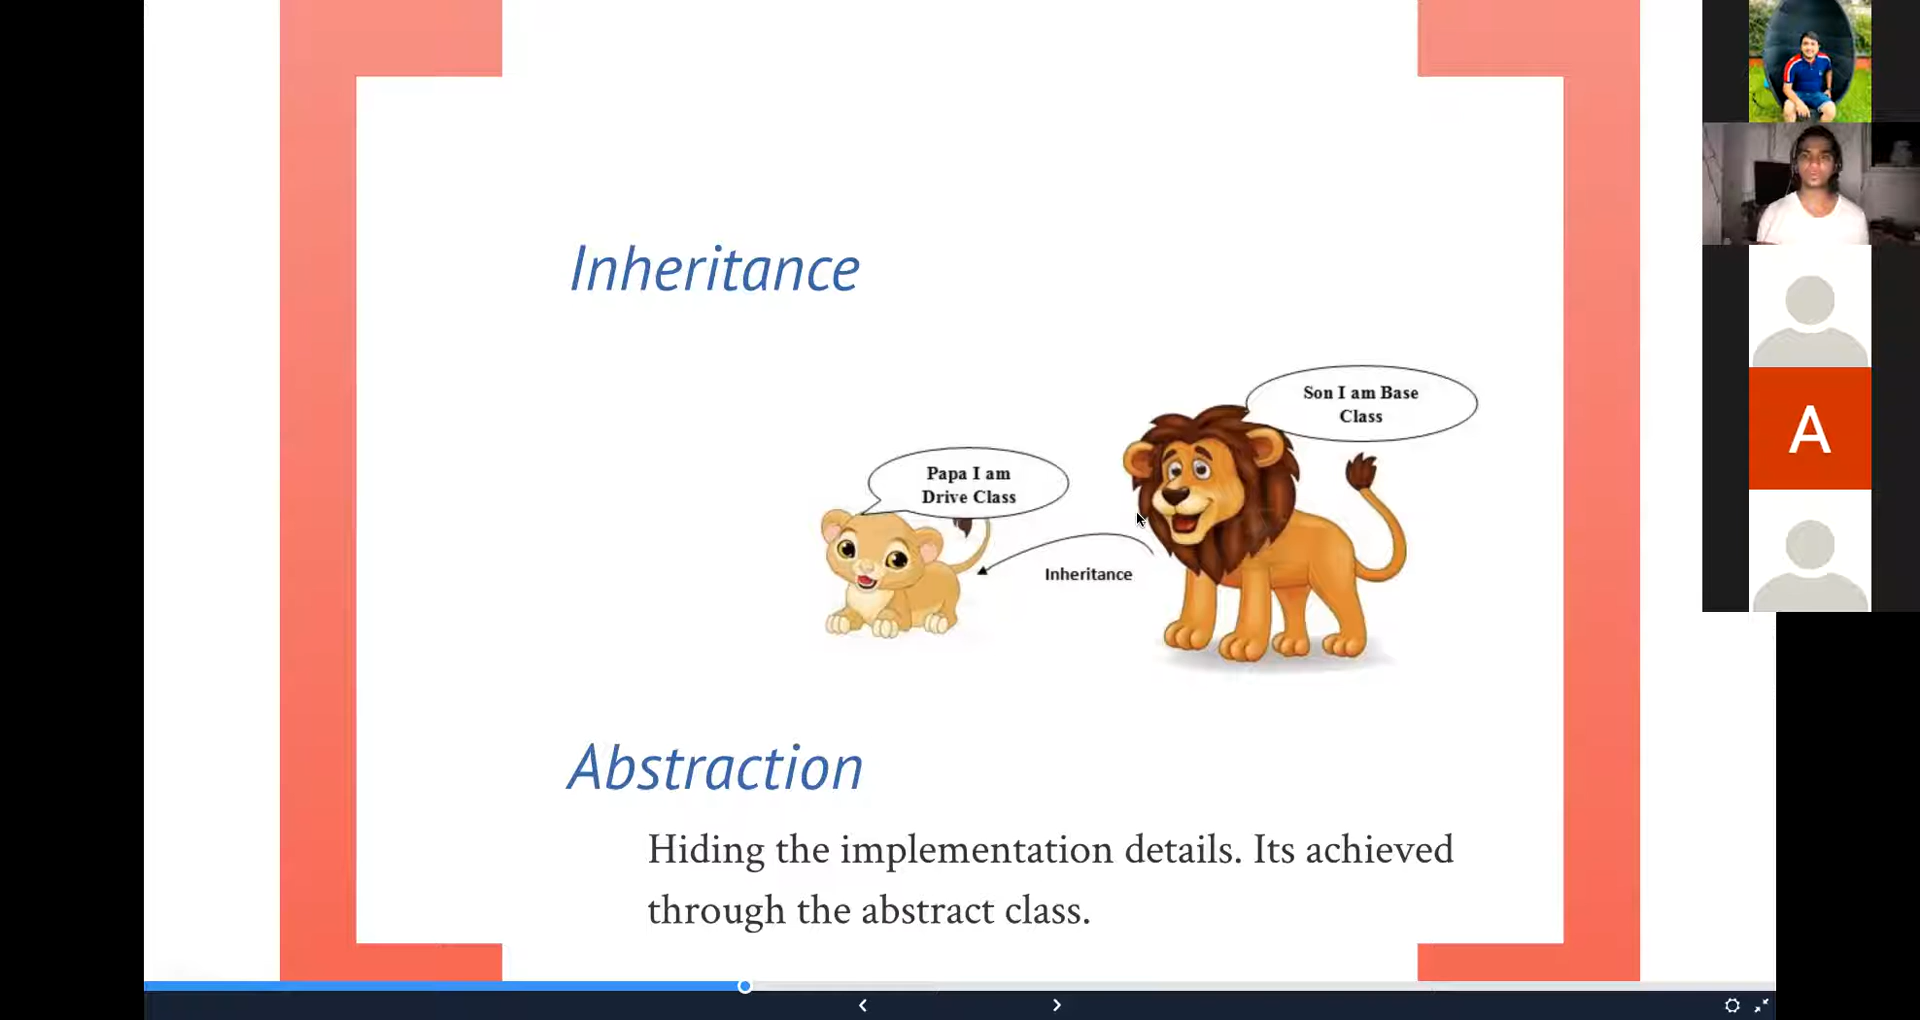 Inheritance
Son I am Base
Class
Papa I am
Drive Class
Inheritance
Abstraction
Hiding the implementation details. Its achieved
through the abstract class.
A